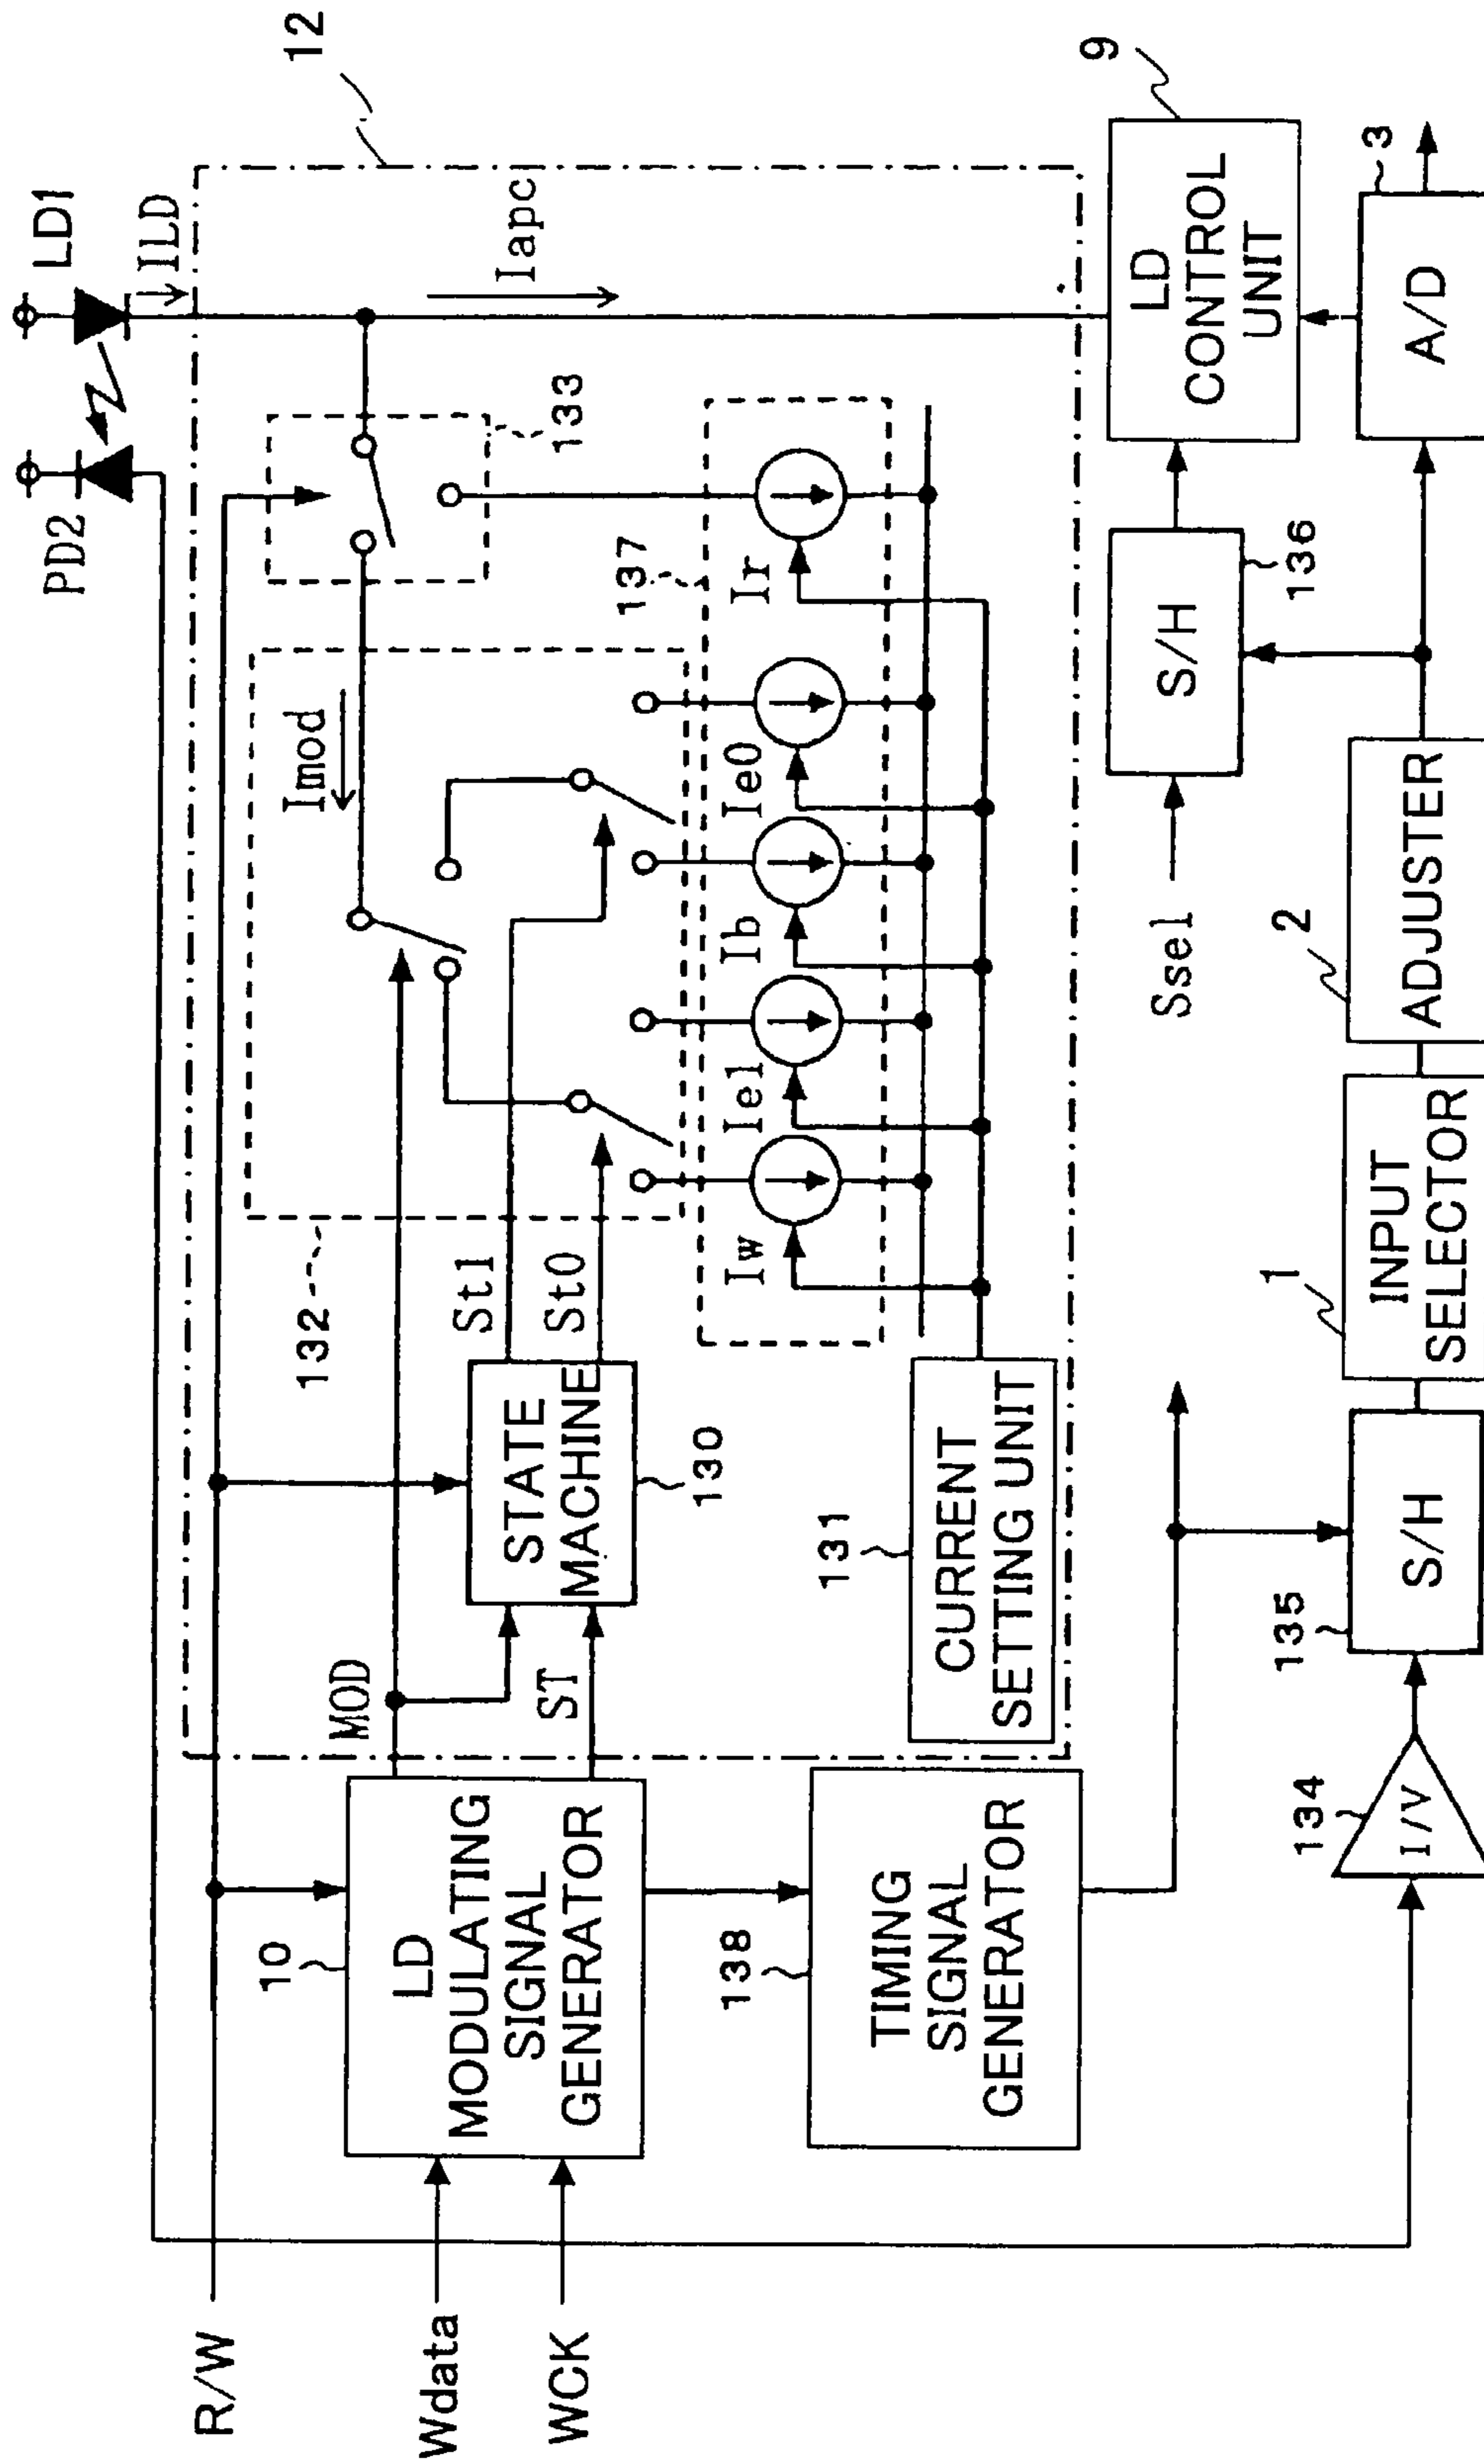 R/W
Wdata
WCK
10
LD
MODULATING
SIGNAL
GENERATOR
138
TIMING
SIGNAL
GENERATOR
MOD
ST
STATE
MACHINE
130
131
CURRENT
SETTING UNIT
132
St1
St0
Imod
133
137
Iw
Ie1
Ib
Ie0
Ir
PD2
LD1
ILD
12
Iapc
134
I/V
135
S/H
1
INPUT
SELECTOR
2
ADJUSTER
Ssel
S/H
136
LD
CONTROL
UNIT
9
A/D
3